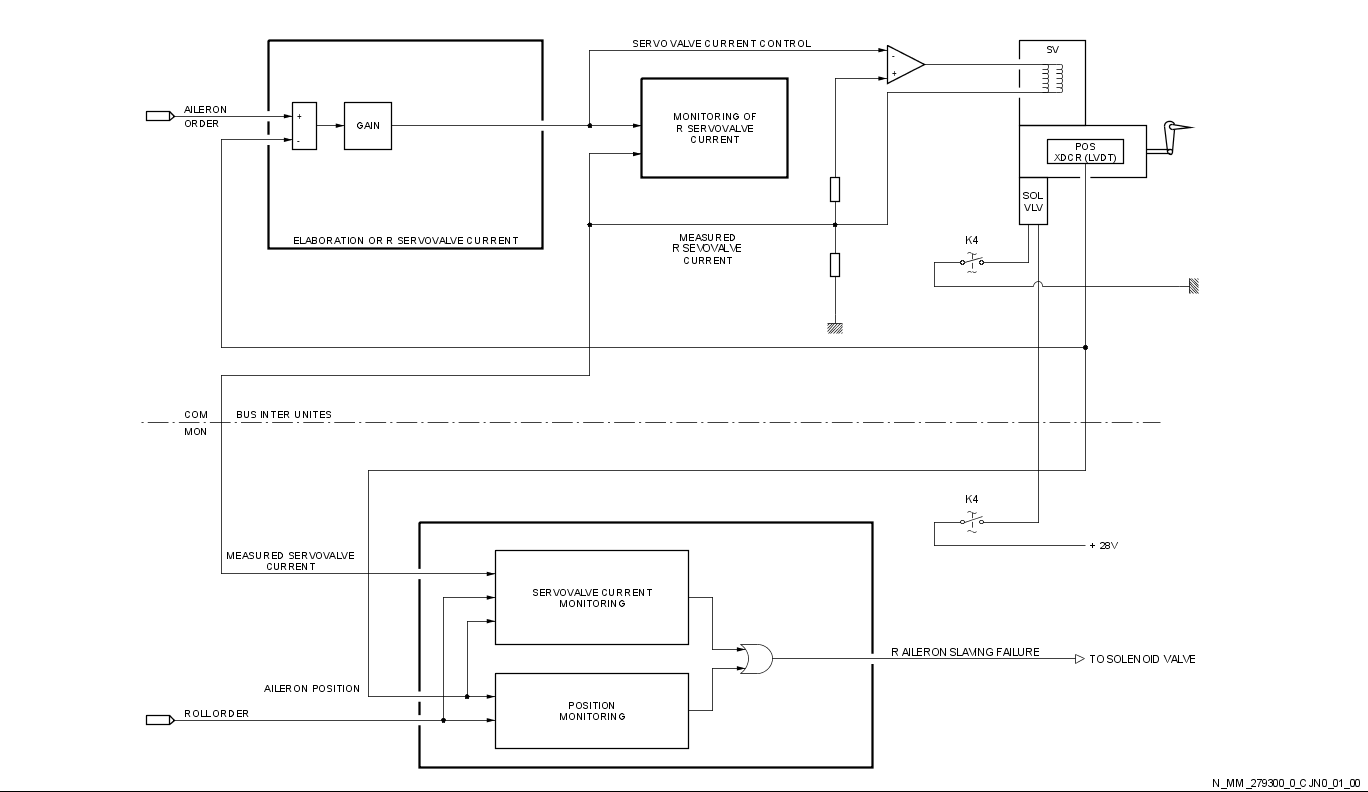 SERVO VALVE CURRENT CONTROL
-
+
SV
AILERON
ORDER
+
-
GAIN
MONITORING OF
R SERVOVALVE
CURRENT
POS
XDCR (LVDT)
SOL
VLV
ELABORATION OR R SERVOVALVE CURRENT
MEASURED
R SEVOVALVE
CURRENT
K4
COM
BUS INTER UNITES
MON
K4
+ 28V
MEASURED SERVOVALVE
CURRENT
SERVOVALVE CURRENT
MONITORING
R AILERON SLAVING FAILURE
TO SOLENOID VALVE
AILERON POSITION
POSITION
MONITORING
ROLL ORDER
N_MM_279300_0_CJN0_01_00